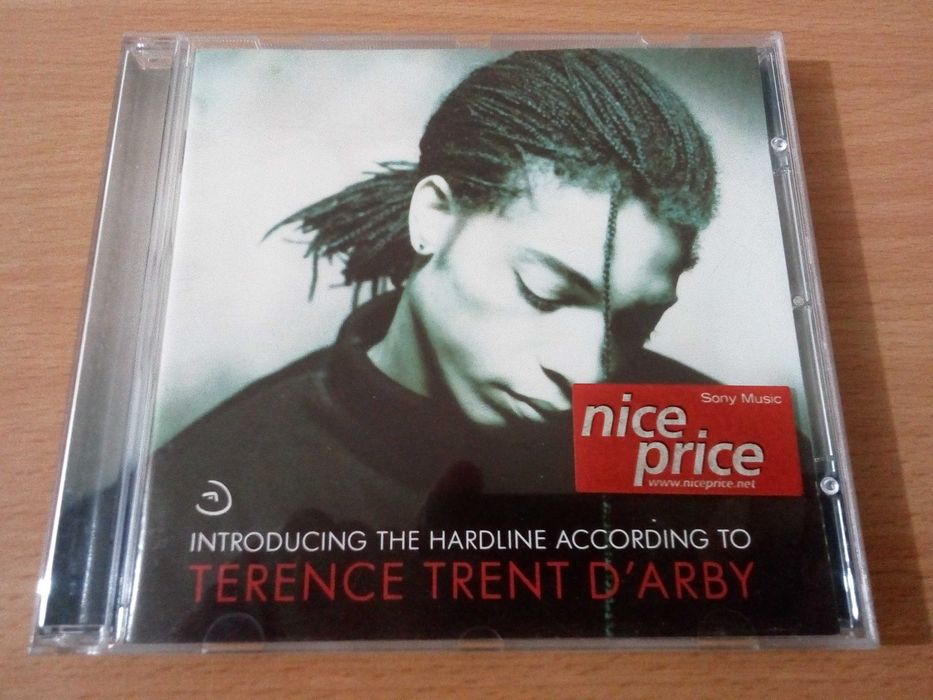 Sony Music
nice
price
www.niceprice.net
INTRODUCING THE HARDLINE ACCORDING TO
TERENCE TRENT D'ARBY